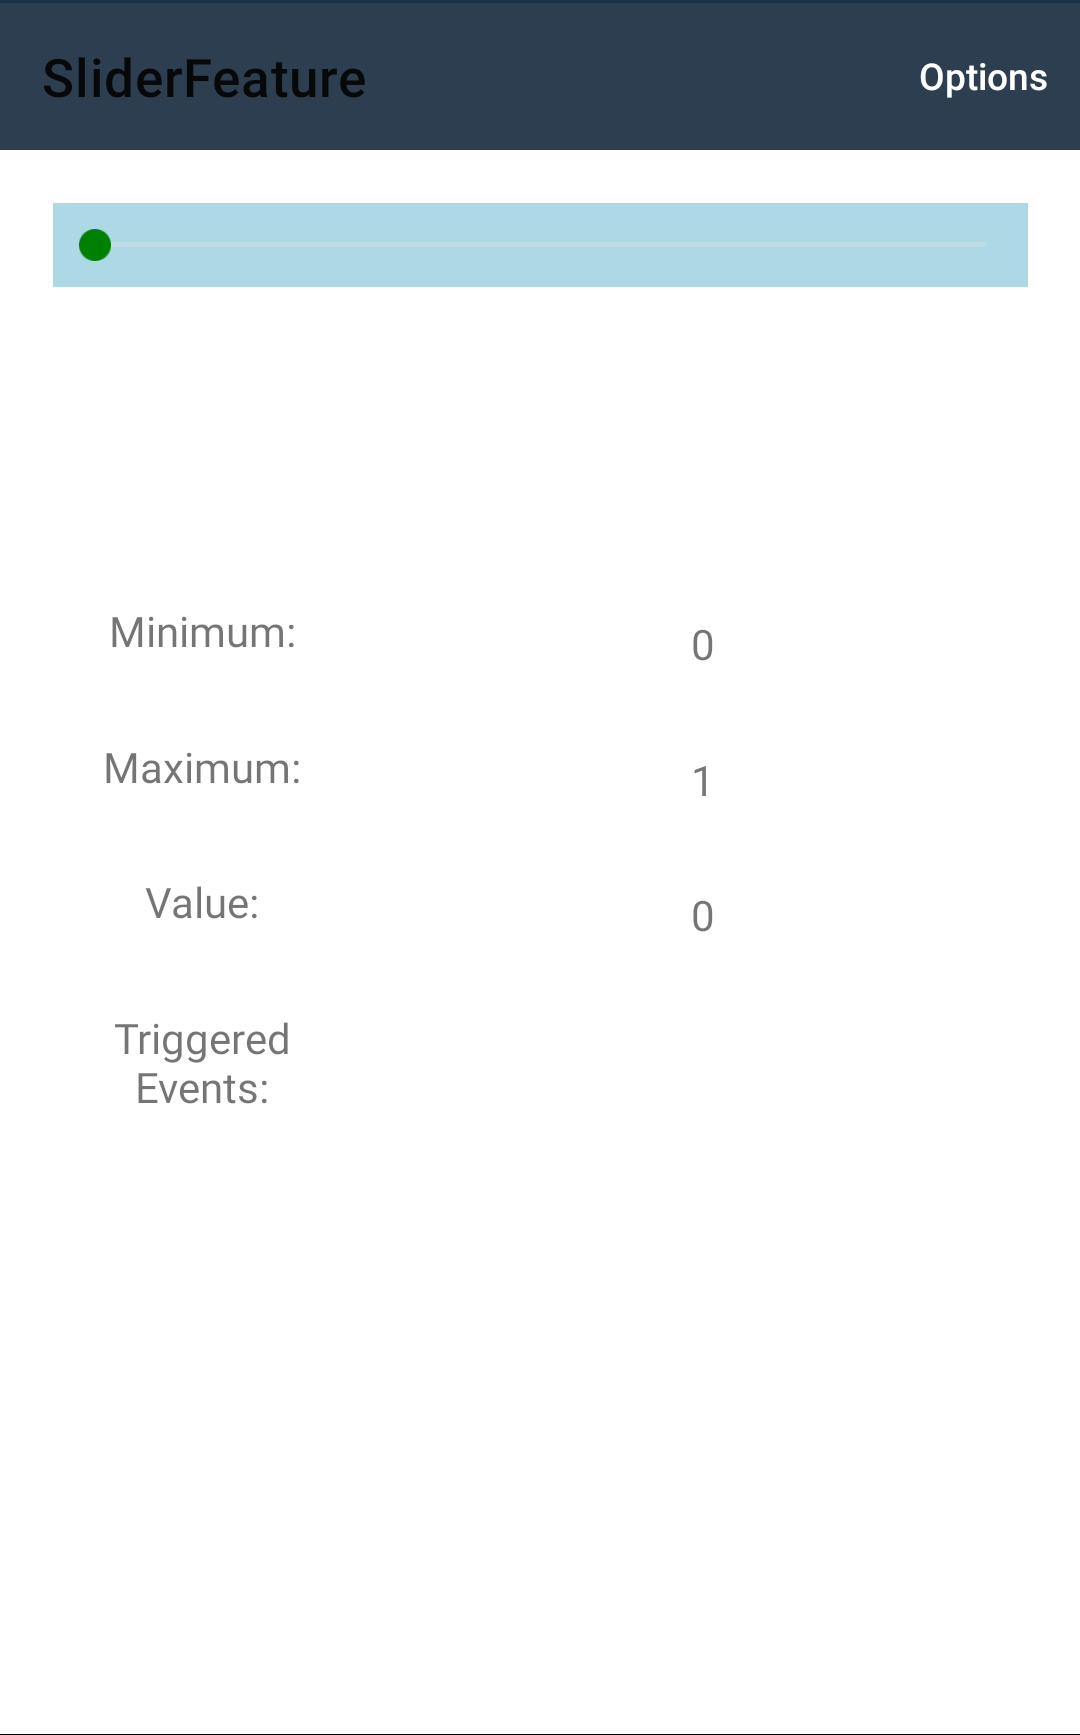 SliderFeature
Options
Minimum:
0
Maximum:
1
Value:
0
Triggered
Events: